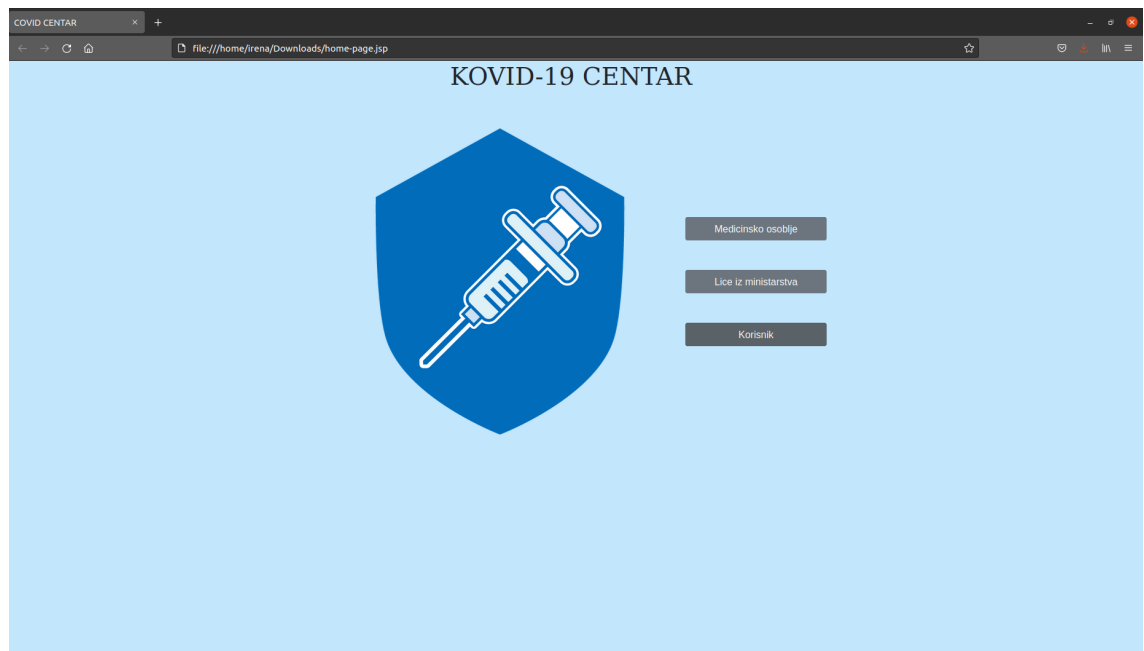 COVID CENTAR
file:///home/irena/Downloads/home-page.jsp
KOVID-19 CENTAR
Medicinsko osoblje
Lice iz ministarstva
Korisnik